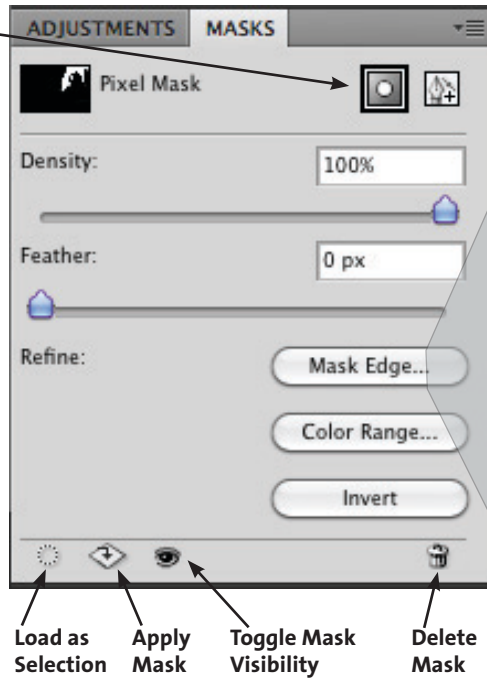 ADJUSTMENTS MASKS
Pixel Mask
Density: 100%
Feather: 0 px
Refine: Mask Edge...
Color Range...
Invert
Load as Selection
Apply Mask
Toggle Mask Visibility
Delete Mask